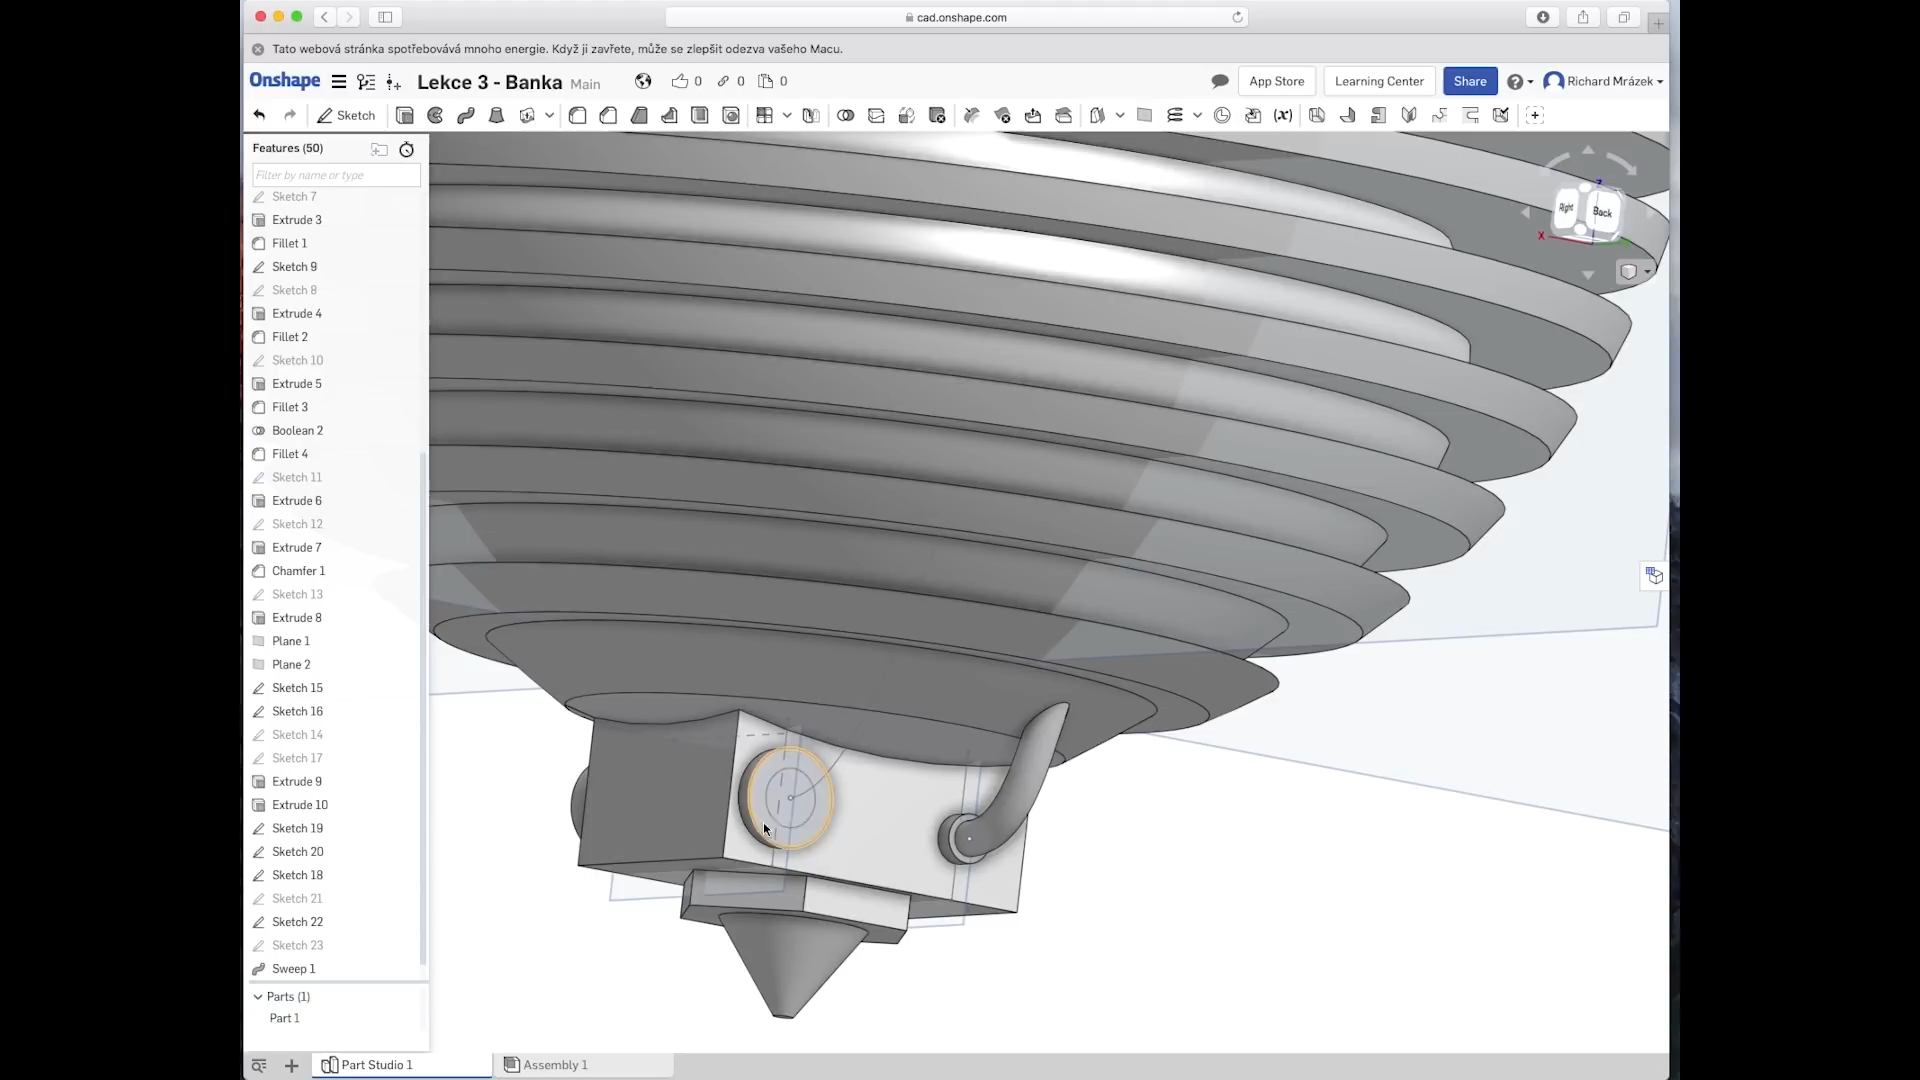 cad.onshape.com
Tato webová stránka spotřebovává mnoho energie. Když ji zavřete, může se zlepšit odezva vašeho Macu.
Onshape Lekce 3 - Banka Main 0 0 0 App Store Learning Center Share Richard Mrázek
Sketch (x)
Features (50)
Filter by name or type
Sketch 7
Extrude 3
Fillet 1
Sketch 9
Sketch 8
Extrude 4
Fillet 2
Sketch 10
Extrude 5
Fillet 3
Boolean 2
Fillet 4
Sketch 11
Extrude 6
Sketch 12
Extrude 7
Chamfer 1
Sketch 13
Extrude 8
Plane 1
Plane 2
Sketch 15
Sketch 16
Sketch 14
Sketch 17
Extrude 9
Extrude 10
Sketch 19
Sketch 20
Sketch 18
Sketch 21
Sketch 22
Sketch 23
Sweep 1
Parts (1)
Part 1
Z
Right Back
X
Part Studio 1 Assembly 1